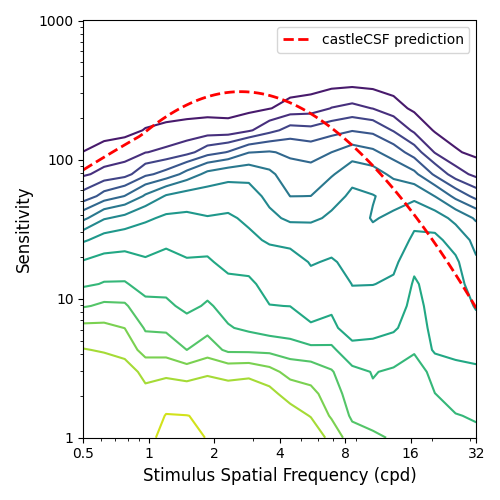 1000
castleCSF prediction
100
Sensitivity
10
1
0.5 1 2 4 8 16 32
Stimulus Spatial Frequency (cpd)